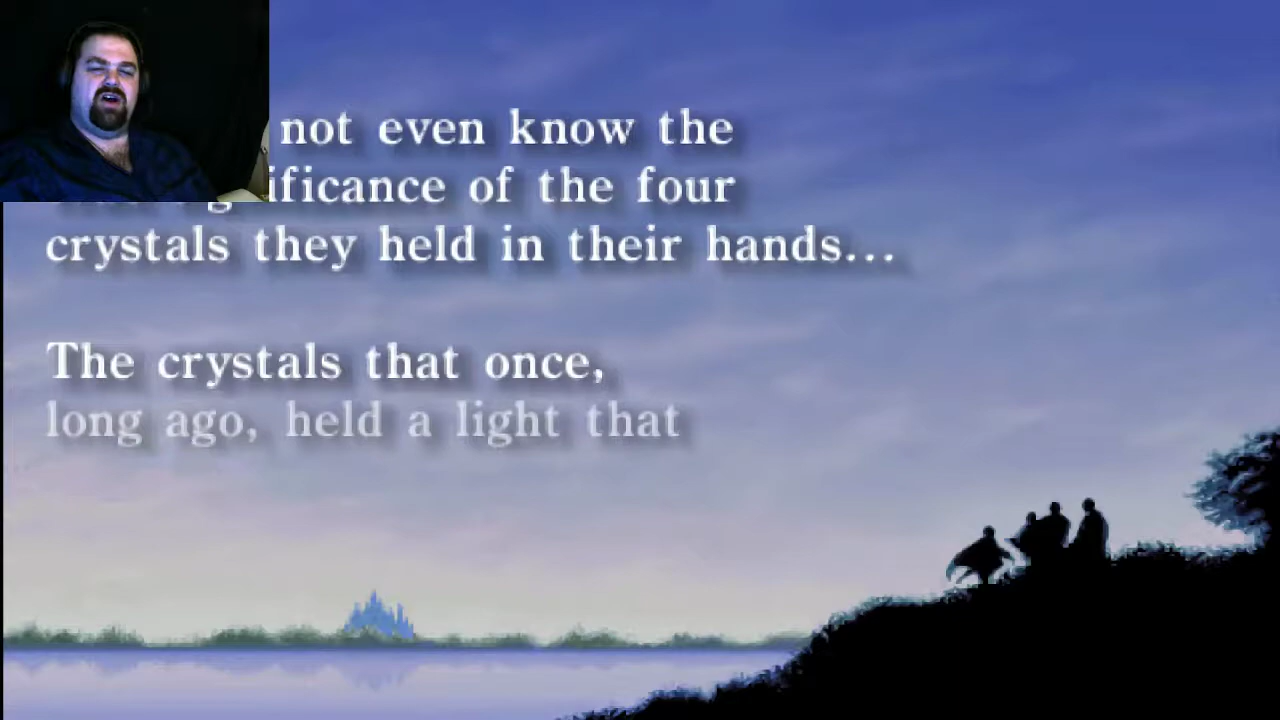 not even know the
ificance of the four
crystals they held in their hands...
The crystals that once,
long ago, held a light that